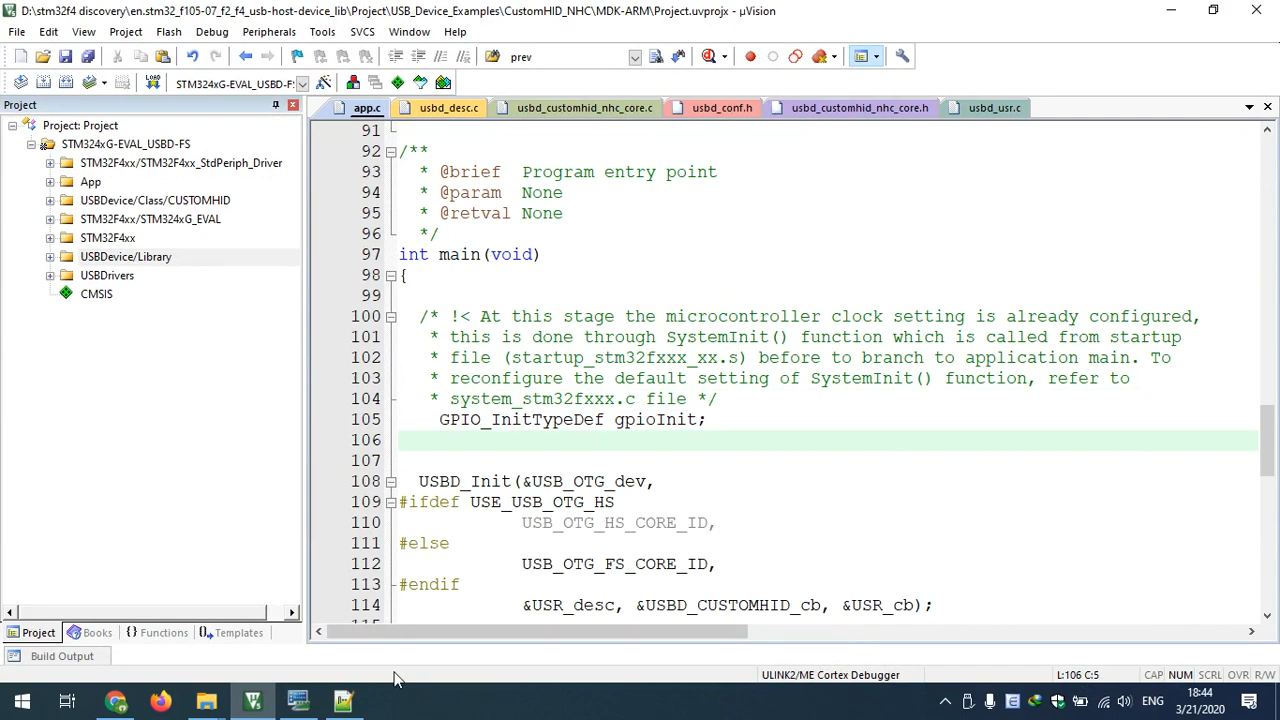 D:\stm32f4 discovery\en.stm32_f105-07_f2_f4_usb-host-device_lib\Project\USB_Device_Examples\CustomHID_NHC\MDK-ARM\Project.uvprojx - µVision
File Edit View Project Flash Debug Peripherals Tools SVCS Window Help
prev
STM324xG-EVAL_USBD-F:
Project
app.c usbd_desc.c usbd_customhid_nhc_core.c usbd_conf.h usbd_customhid_nhc_core.h usbd_usr.c
Project: Project
STM324xG-EVAL_USBD-FS
STM32F4xx/STM32F4xx_StdPeriph_Driver
App
USBDevice/Class/CUSTOMHID
STM32F4xx/STM324xG_EVAL
STM32F4xx
USBDevice/Library
USBDrivers
CMSIS
91
92 /**
93 * @brief Program entry point
94 * @param None
95 * @retval None
96 */
97 int main(void)
98 {
99
100 /* !< At this stage the microcontroller clock setting is already configured,
101 * this is done through SystemInit() function which is called from startup
102 * file (startup_stm32fxxx_xx.s) before to branch to application main. To
103 * reconfigure the default setting of SystemInit() function, refer to
104 * system_stm32fxxx.c file */
105 GPIO_InitTypeDef gpioInit;
106
107
108 USBD_Init(&USB_OTG_dev,
109 #ifdef USE_USB_OTG_HS
110 USB_OTG_HS_CORE_ID,
111 #else
112 USB_OTG_FS_CORE_ID,
113 #endif
114 &USR_desc, &USBD_CUSTOMHID_cb, &USR_cb);
Project Books Functions Templates
Build Output
ULINK2/ME Cortex Debugger L:106 C:5 CAP NUM SCRL OVR R/W
ENG
18:44
3/21/2020